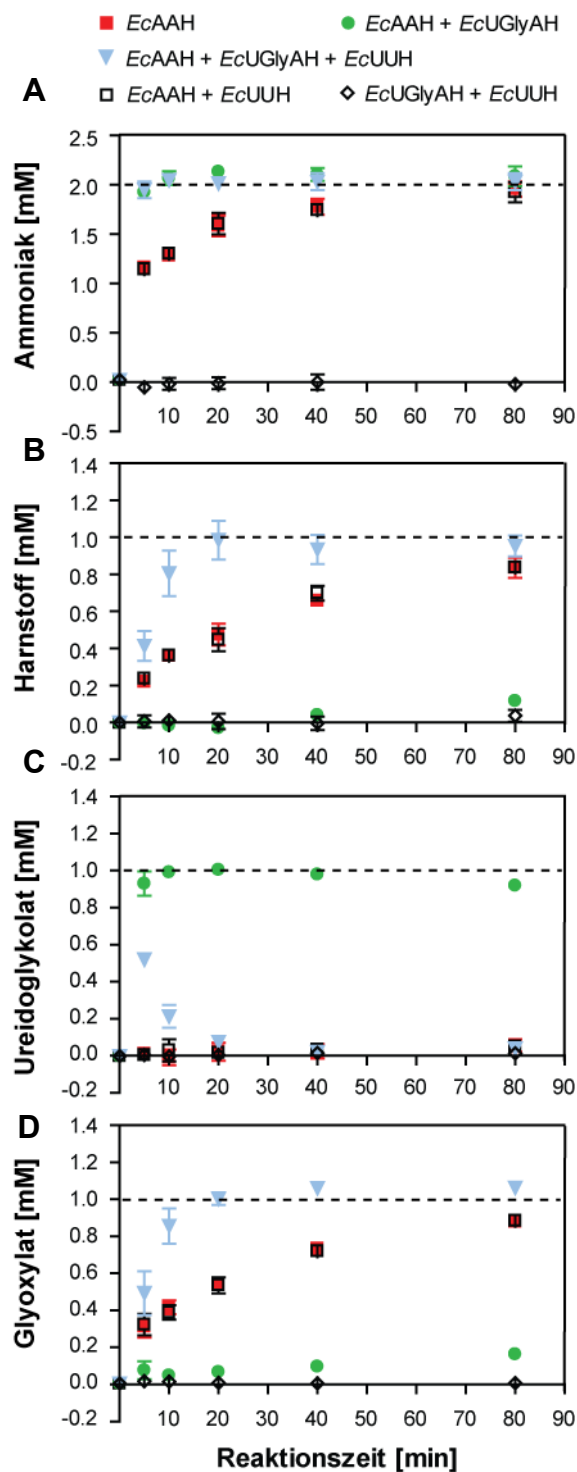 EcAAH
EcAAH + EcUGlyAH
EcAAH + EcUGlyAH + EcUUH
EcAAH + EcUUH
EcUGlyAH + EcUUH
A
Ammoniak [mM]
2.5
2.0
1.5
1.0
0.5
0.0
-0.5
10 20 30 40 50 60 70 80 90
B
Harnstoff [mM]
1.4
1.2
1.0
0.8
0.6
0.4
0.2
0.0
-0.2
10 20 30 40 50 60 70 80 90
C
Ureidoglykolat [mM]
1.4
1.2
1.0
0.8
0.6
0.4
0.2
0.0
-0.2
10 20 30 40 50 60 70 80 90
D
Glyoxylat [mM]
1.4
1.2
1.0
0.8
0.6
0.4
0.2
0.0
-0.2
10 20 30 40 50 60 70 80 90
Reaktionszeit [min]